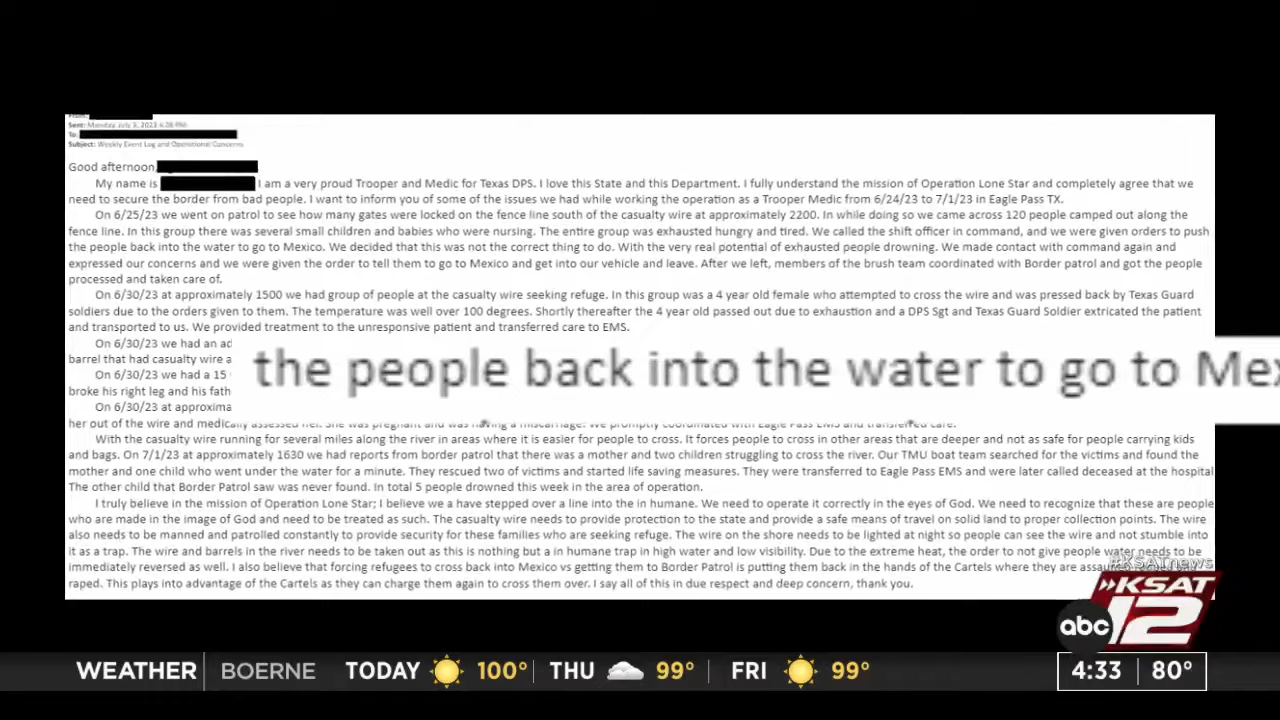 From:
Sent: Monday July 3, 2023 4:28 PM
To:
Subject: Weekly Event Log and Operational Concerns
Good afternoon,
My name is I am a very proud Trooper and Medic for Texas DPS. I love this State and this Department. I fully understand the mission of Operation Lone Star and completely agree that we
need to secure the border from bad people. I want to inform you of some of the issues we had while working the operation as a Trooper Medic from 6/24/23 to 7/1/23 in Eagle Pass TX.
On 6/25/23 we went on patrol to see how many gates were locked on the fence line south of the casualty wire at approximately 2200. In while doing so we came across 120 people camped out along the
fence line. In this group there was several small children and babies who were nursing. The entire group was exhausted hungry and tired. We called the shift officer in command, and we were given orders to push
the people back into the water to go to Mexico. We decided that this was not the correct thing to do. With the very real potential of exhausted people drowning. We made contact with command again and
expressed our concerns and we were given the order to tell them to go to Mexico and get into our vehicle and leave. After we left, members of the brush team coordinated with Border patrol and got the people
processed and taken care of.
On 6/30/23 at approximately 1500 we had group of people at the casualty wire seeking refuge. In this group was a 4 year old female who attempted to cross the wire and was pressed back by Texas Guard
soldiers due to the orders given to them. The temperature was well over 100 degrees. Shortly thereafter the 4 year old passed out due to exhaustion and a DPS Sgt and Texas Guard Soldier extricated the patient
and transported to us. We provided treatment to the unresponsive patient and transferred care to EMS.
On 6/30/23 we had an ad
barrel that had casualty wire a
On 6/30/23 we had a 15
broke his right leg and his fath
On 6/30/23 at approxima
the people back into the water to go to Mex
her out of the wire and medically assessed her. She was pregnant and was having a miscarriage. We promptly coordinated with Eagle Pass EMS and transferred care.
With the casualty wire running for several miles along the river in areas where it is easier for people to cross. It forces people to cross in other areas that are deeper and not as safe for people carrying kids
and bags. On 7/1/23 at approximately 1630 we had reports from border patrol that there was a mother and two children struggling to cross the river. Our TMU boat team searched for the victims and found the
mother and one child who went under the water for a minute. They rescued two of victims and started life saving measures. They were transferred to Eagle Pass EMS and were later called deceased at the hospital
The other child that Border Patrol saw was never found. In total 5 people drowned this week in the area of operation.
I truly believe in the mission of Operation Lone Star; I believe we a have stepped over a line into the in humane. We need to operate it correctly in the eyes of God. We need to recognize that these are people
who are made in the image of God and need to be treated as such. The casualty wire needs to provide protection to the state and provide a safe means of travel on solid land to proper collection points. The wire
also needs to be manned and patrolled constantly to provide security for these families who are seeking refuge. The wire on the shore needs to be lighted at night so people can see the wire and not stumble into
it as a trap. The wire and barrels in the river needs to be taken out as this is nothing but a in humane trap in high water and low visibility. Due to the extreme heat, the order to not give people water needs to be
immediately reversed as well. I also believe that forcing refugees to cross back into Mexico vs getting them to Border Patrol is putting them back in the hands of the Cartels where they are
raped. This plays into advantage of the Cartels as they can charge them again to cross them over. I say all of this in due respect and deep concern, thank you.
#KSATnews
KSAT
abc 12
WEATHER BOERNE TODAY 100° THU 99° FRI 99° 4:33 80°